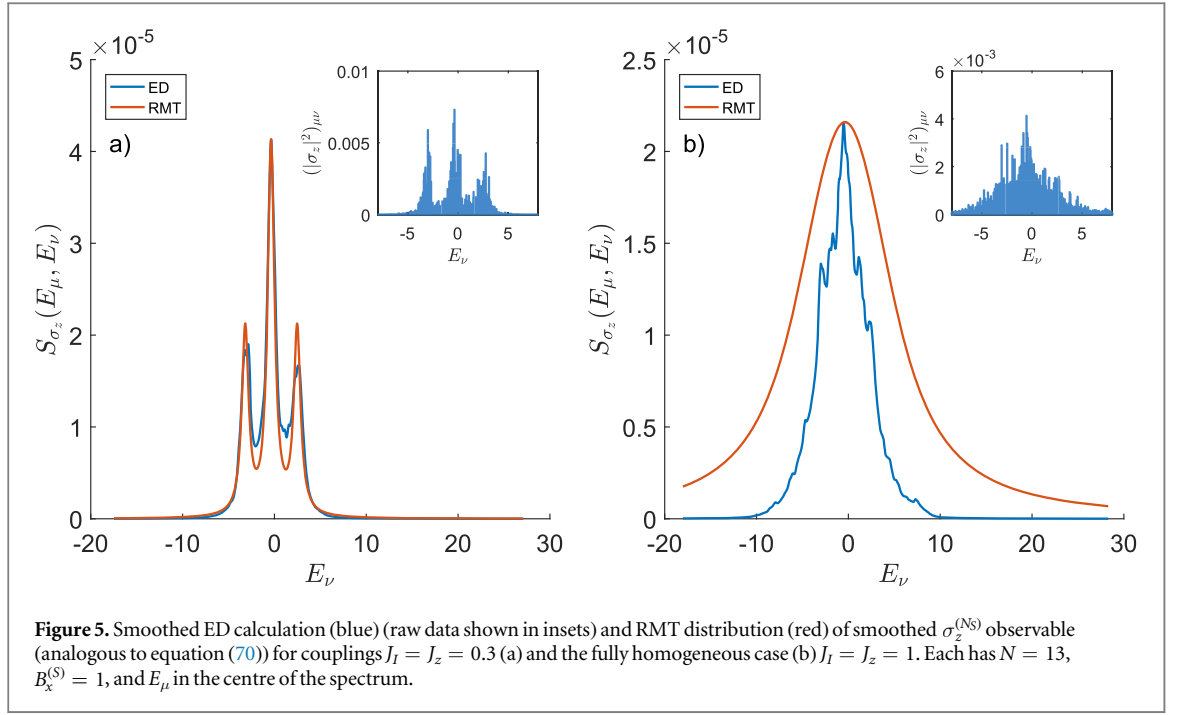 ×10⁻⁵
5
4
3
2
1
0
-20 -10 0 10 20 30
E_ν
S_{σ_z}(E_μ, E_ν)
ED
RMT
a)
0.01
0.005
0
-5 0 5
E_ν
(|σ_z|²)_{μν}
×10⁻⁵
2.5
2
1.5
1
0.5
0
-20 -10 0 10 20 30
E_ν
S_{σ_z}(E_μ, E_ν)
ED
RMT
b)
×10⁻³
6
4
2
0
-5 0 5
E_ν
(|σ_z|²)_{μν}
Figure 5. Smoothed ED calculation (blue) (raw data shown in insets) and RMT distribution (red) of smoothed σ_z^{(N_S)} observable
(analogous to equation (70)) for couplings J_I = J_z = 0.3 (a) and the fully homogeneous case (b) J_I = J_z = 1. Each has N = 13,
B_x^{(S)} = 1, and E_μ in the centre of the spectrum.